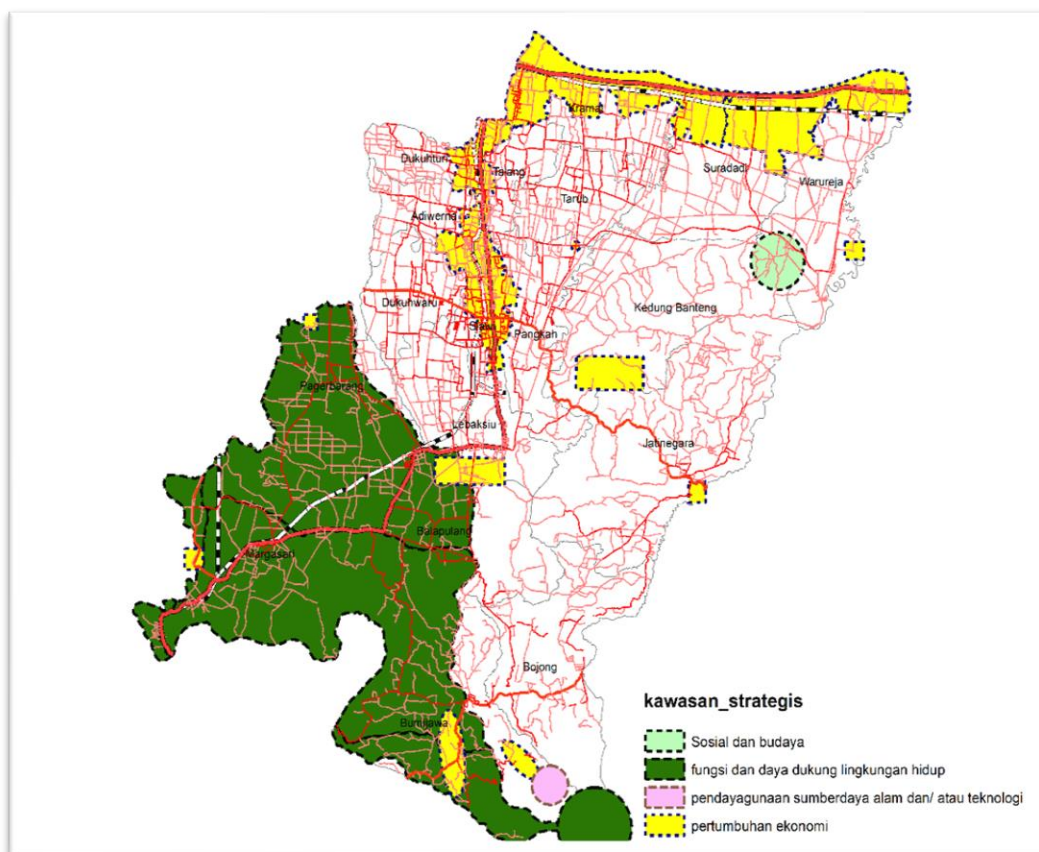 Kramat
Dukuhturi
Talang
Suradadi
Warureja
Tarub
Adiwerna
Kedung Banteng
Dukuhwaru
Slawi
Pangkah
Pagerbarang
Lebaksiu
Jatinegara
Balapulang
Margasari
Bojong
Bumijawa
kawasan_strategis
Sosial dan budaya
fungsi dan daya dukung lingkungan hidup
pendayagunaan sumberdaya alam dan/ atau teknologi
pertumbuhan ekonomi